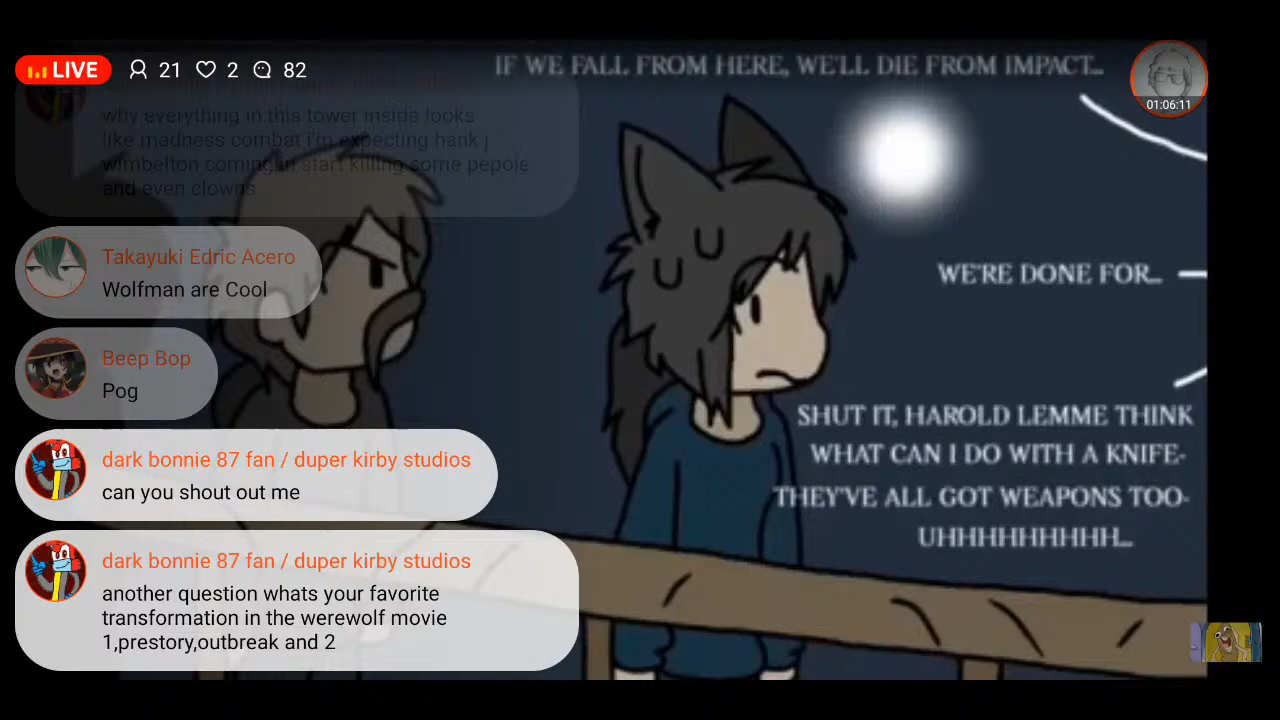 LIVE 21 2 82
IF WE FALL FROM HERE, WE'LL DIE FROM IMPACT...
01:06:11
why everything in this tower inside looks
like madness combat i'm expecting hank j
wimbelton coming in start killing some pepole
and even clowns
Takayuki Edric Acero
Wolfman are Cool
WE'RE DONE FOR...
Beep Bop
Pog
SHUT IT, HAROLD LEMME THINK
WHAT CAN I DO WITH A KNIFE-
THEY'VE ALL GOT WEAPONS TOO-
UHHHHHHHHH...
dark bonnie 87 fan / duper kirby studios
can you shout out me
dark bonnie 87 fan / duper kirby studios
another question whats your favorite
transformation in the werewolf movie
1,prestory,outbreak and 2